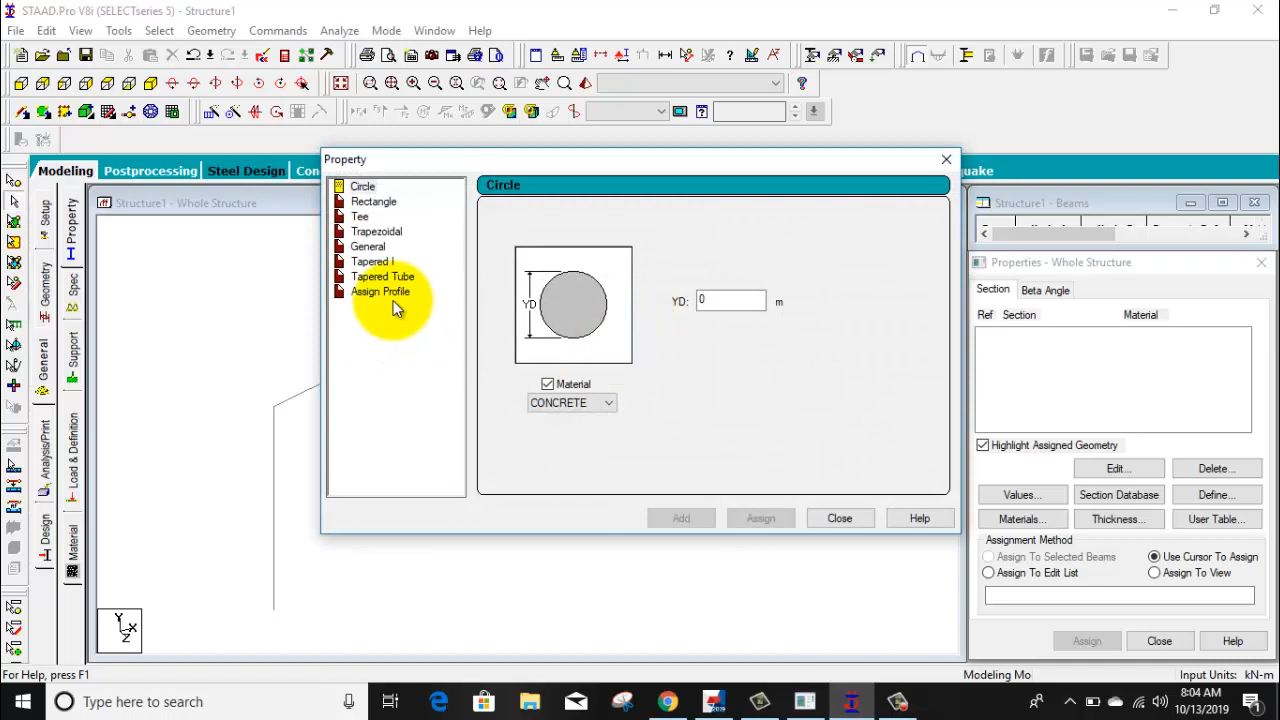 STAAD.Pro V8i (SELECTseries 5) - Structure1
File Edit View Tools Select Geometry Commands Analyze Mode Window Help
Modeling Postprocessing Steel Design
Structure1 - Whole Structure
Setup
Geometry
General
Analysis/Print
Design
Property
Spec
Support
Load & Definition
Material
Property
Circle
Rectangle
Tee
Trapezoidal
General
Tapered I
Tapered Tube
Assign Profile
Circle
YD
YD: 0 m
Material
CONCRETE
Add Assign Close Help
Structure1 - Beams
Properties - Whole Structure
Section Beta Angle
Ref Section Material
Highlight Assigned Geometry
Edit... Delete...
Values... Section Database Define...
Materials... Thickness... User Table...
Assignment Method
Assign To Selected Beams Use Cursor To Assign
Assign To Edit List Assign To View
Assign Close Help
Y
X
Z
For Help, press F1
Modeling Mo Input Units: kN-m
Type here to search
8:04 AM
10/13/2019